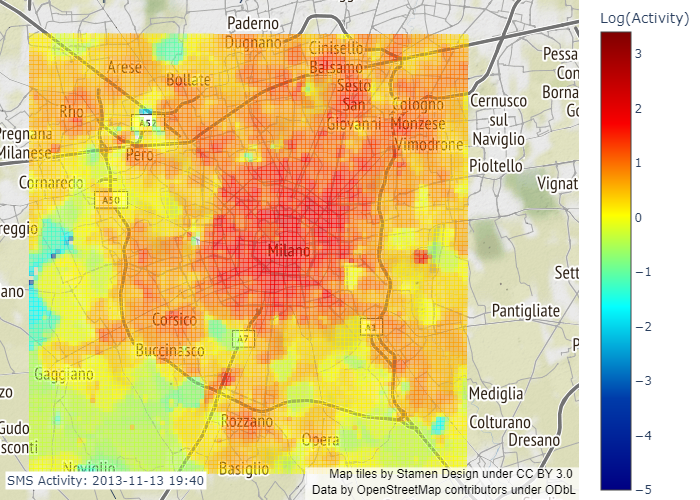 Log(Activity)
3
2
1
0
−1
−2
−3
−4
−5
Paderno
Dugnano
Cinisello
Balsamo
Sesto
San
Giovanni
Arese
Bollate
Rho
A52
Pero
Pregnana
Milanese
Cornaredo
A50
reggio
Cologno
Monzese
Vimodrone
Cernusco
sul
Naviglio
Pioltello
Pessa
Con
Borna
Go
Vignat
Milano
ano
Sett
Pantigliate
P
Corsico
A7
A1
Buccinasco
Gaggiano
zo
Gudo
sconti
Noviglio
Rozzano
Opera
Basiglio
Mediglia
Colturano
Dresano
SMS Activity: 2013-11-13 19:40
Map tiles by Stamen Design under CC BY 3.0
Data by OpenStreetMap contributors under ODbL